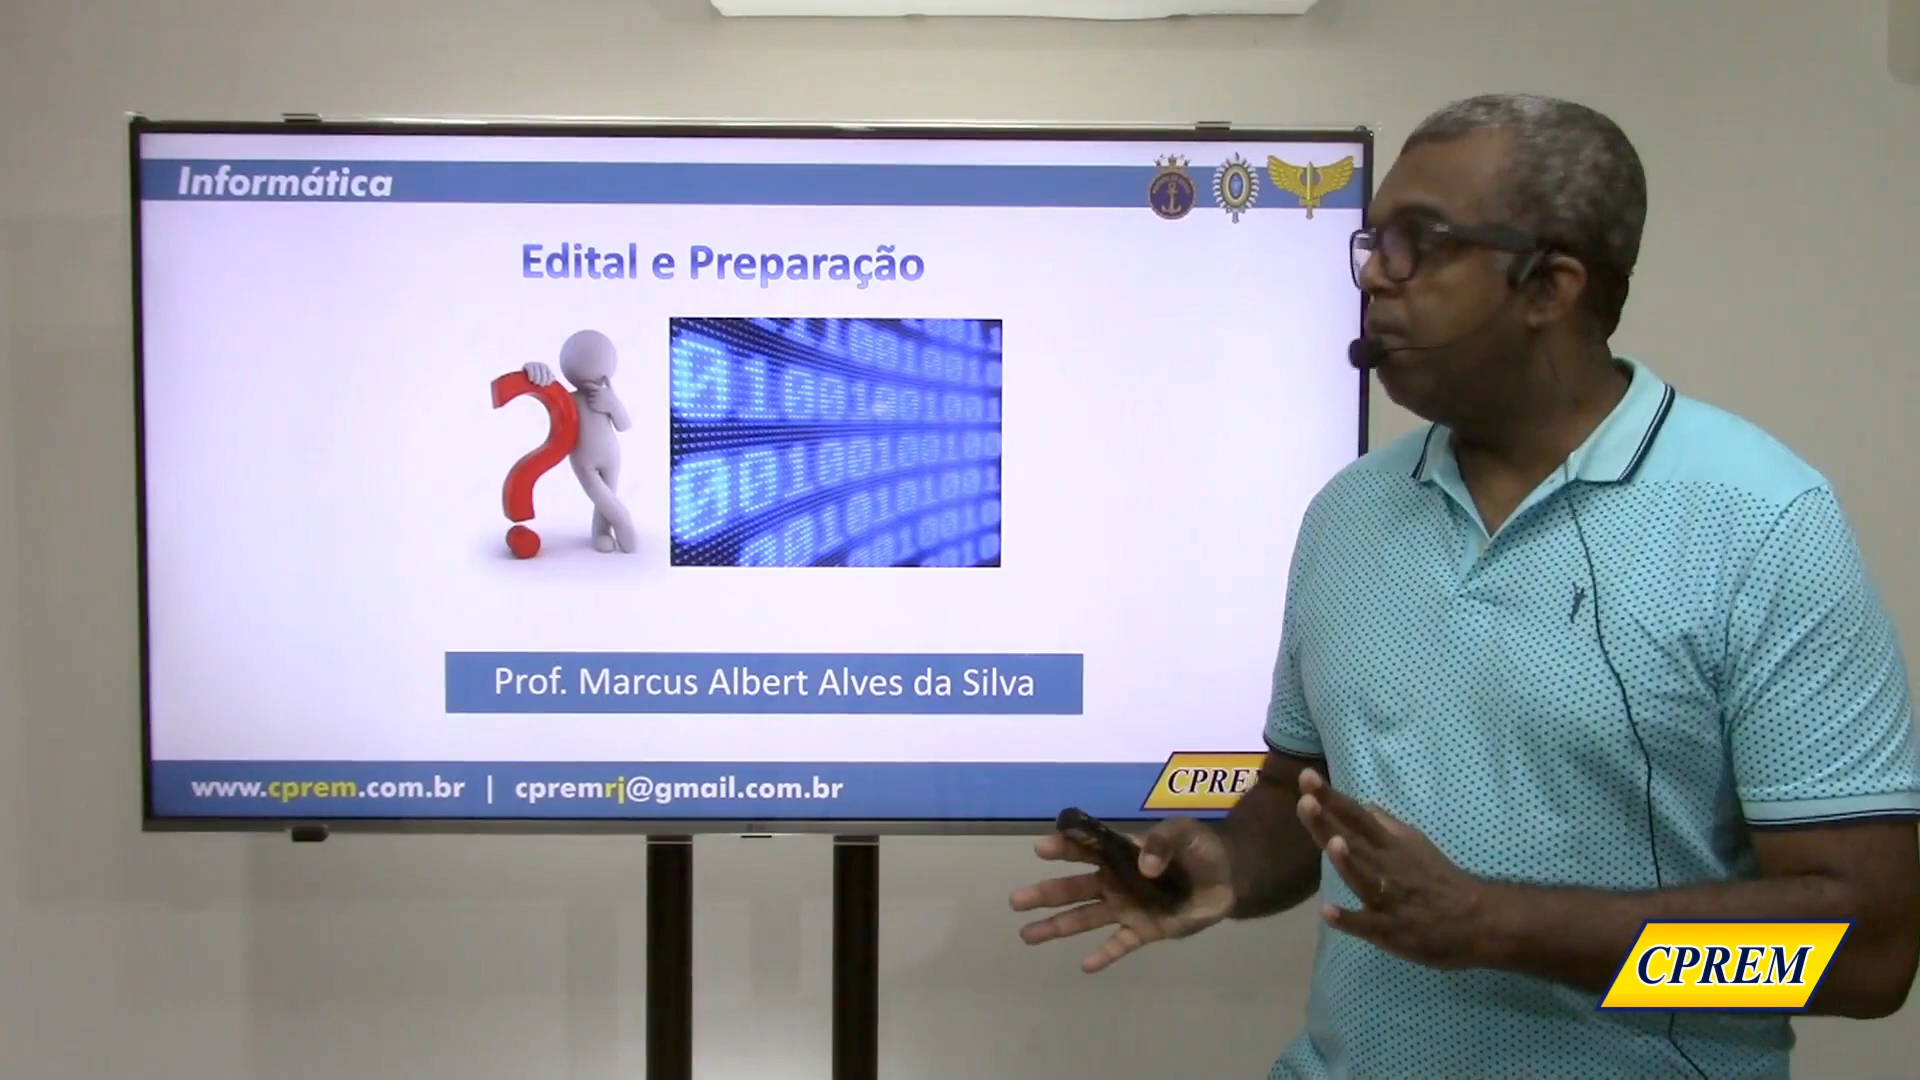 Informática
Edital e Preparação
Prof. Marcus Albert Alves da Silva
www.cprem.com.br | cpremrj@gmail.com.br
CPREM